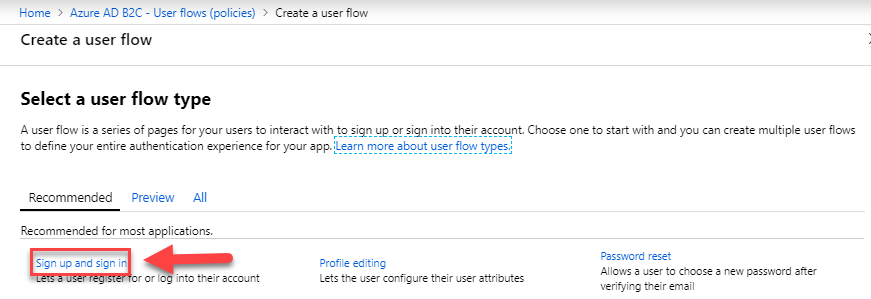 Home > Azure AD B2C - User flows (policies) > Create a user flow
Create a user flow
Select a user flow type
A user flow is a series of pages for your users to interact with to sign up or sign into their account. Choose one to start with and you can create multiple user flows
to define your entire authentication experience for your app. Learn more about user flow types.
Recommended Preview All
Recommended for most applications.
Sign up and sign in
Lets a user register for or log into their account
Profile editing
Lets the user configure their user attributes
Password reset
Allows a user to choose a new password after
verifying their email